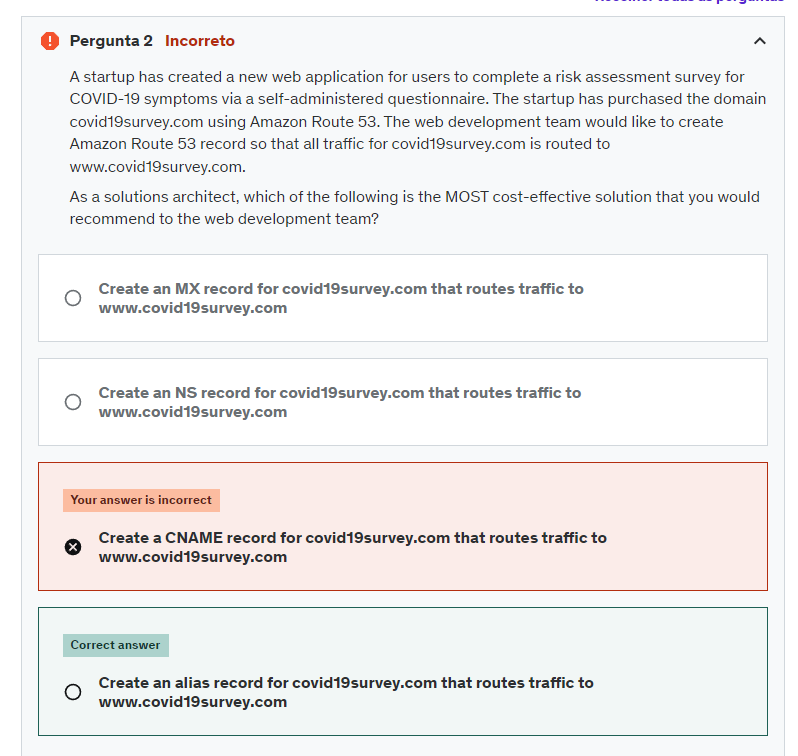 Recolher todas as perguntas
Pergunta 2 Incorreto
A startup has created a new web application for users to complete a risk assessment survey for
COVID-19 symptoms via a self-administered questionnaire. The startup has purchased the domain
covid19survey.com using Amazon Route 53. The web development team would like to create
Amazon Route 53 record so that all traffic for covid19survey.com is routed to
www.covid19survey.com.
As a solutions architect, which of the following is the MOST cost-effective solution that you would
recommend to the web development team?
Create an MX record for covid19survey.com that routes traffic to
www.covid19survey.com
Create an NS record for covid19survey.com that routes traffic to
www.covid19survey.com
Your answer is incorrect
Create a CNAME record for covid19survey.com that routes traffic to
www.covid19survey.com
Correct answer
Create an alias record for covid19survey.com that routes traffic to
www.covid19survey.com